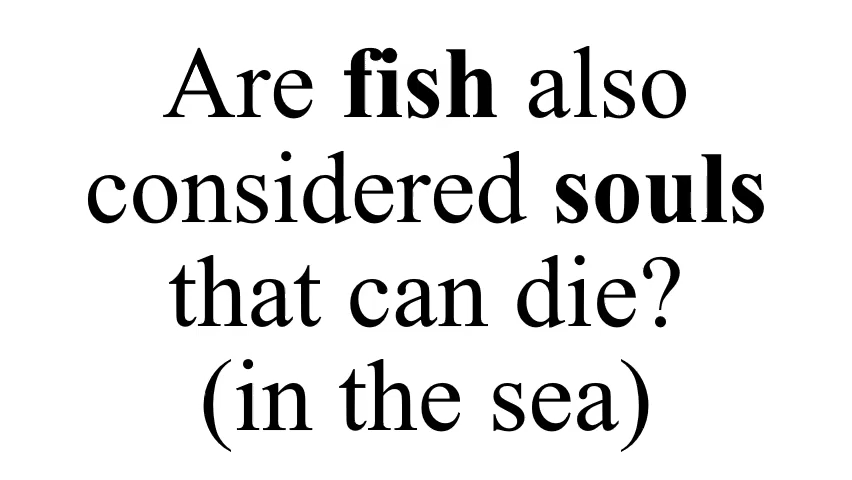 Are fish also
considered souls
that can die?
(in the sea)